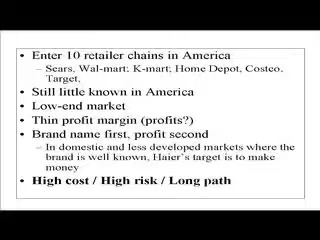 • Enter 10 retailer chains in America
– Sears, Wal-mart; K-mart; Home Depot, Costco,
Target,
• Still little known in America
• Low-end market
• Thin profit margin (profits?)
• Brand name first, profit second
– In domestic and less developed markets where the
brand is well known, Haier's target is to make
money
• High cost / High risk / Long path